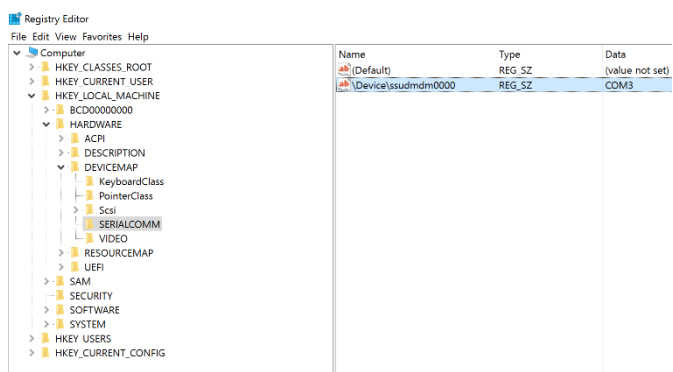 Registry Editor
File Edit View Favorites Help
Computer
HKEY_CLASSES_ROOT
HKEY_CURRENT_USER
HKEY_LOCAL_MACHINE
BCD00000000
HARDWARE
ACPI
DESCRIPTION
DEVICEMAP
KeyboardClass
PointerClass
Scsi
SERIALCOMM
VIDEO
RESOURCEMAP
UEFI
SAM
SECURITY
SOFTWARE
SYSTEM
HKEY_USERS
HKEY_CURRENT_CONFIG
Name Type Data
ab (Default) REG_SZ (value not set)
ab \Device\ssudmdm0000 REG_SZ COM3